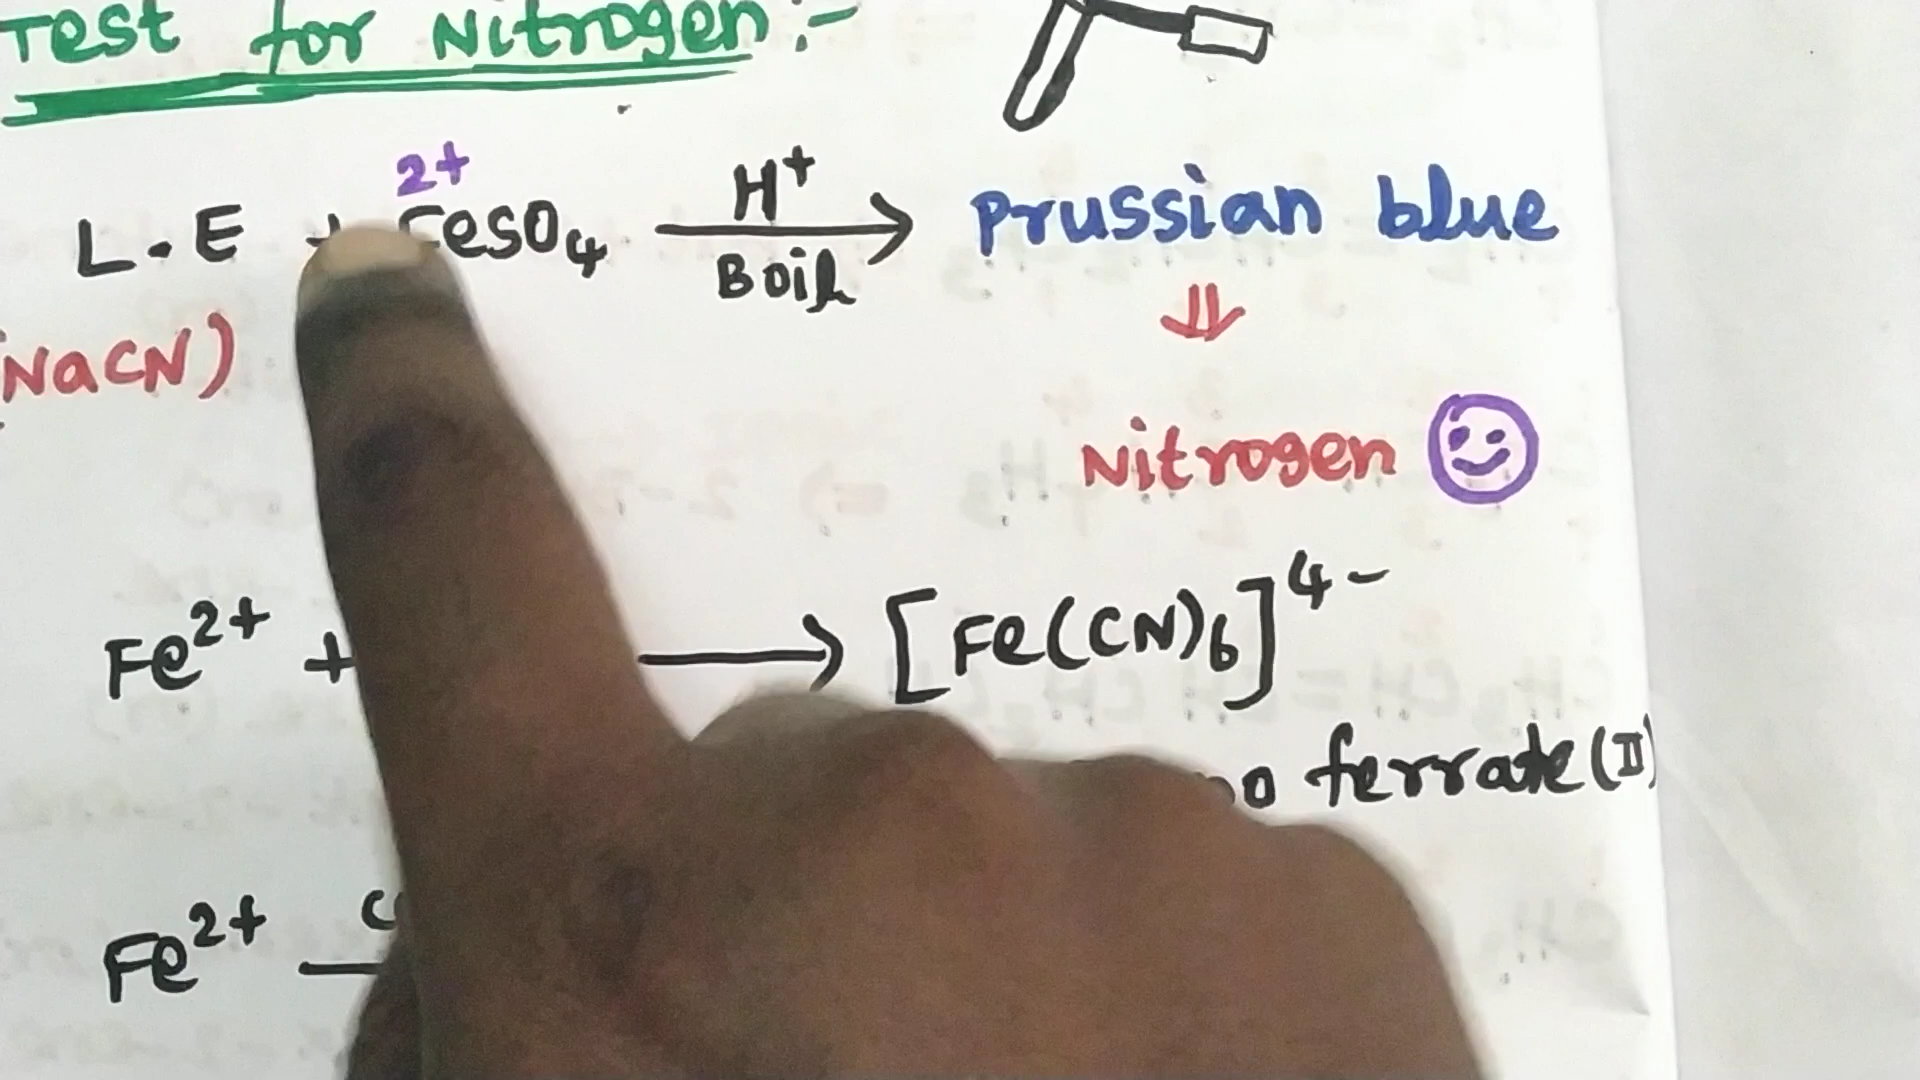 Test for Nitrogen:-
2+
L.E + FeSO4 H+ Boil → Prussian blue
⇓
NaCN)
Nitrogen
Fe2+ + → [Fe(CN)6]4-
ferrate(II)
Fe2+